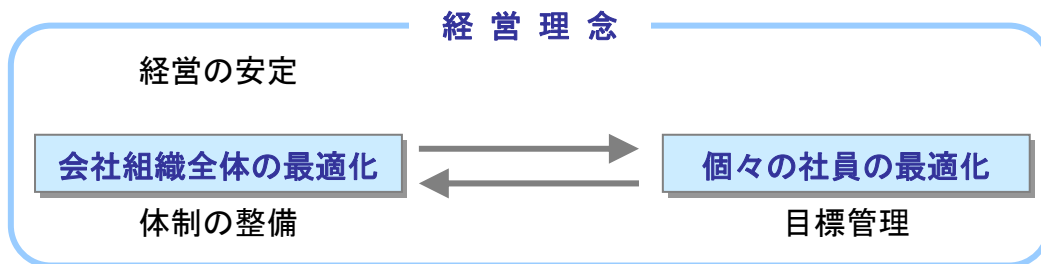 経営理念
経営の安定
会社組織全体の最適化
個々の社員の最適化
体制の整備
目標管理